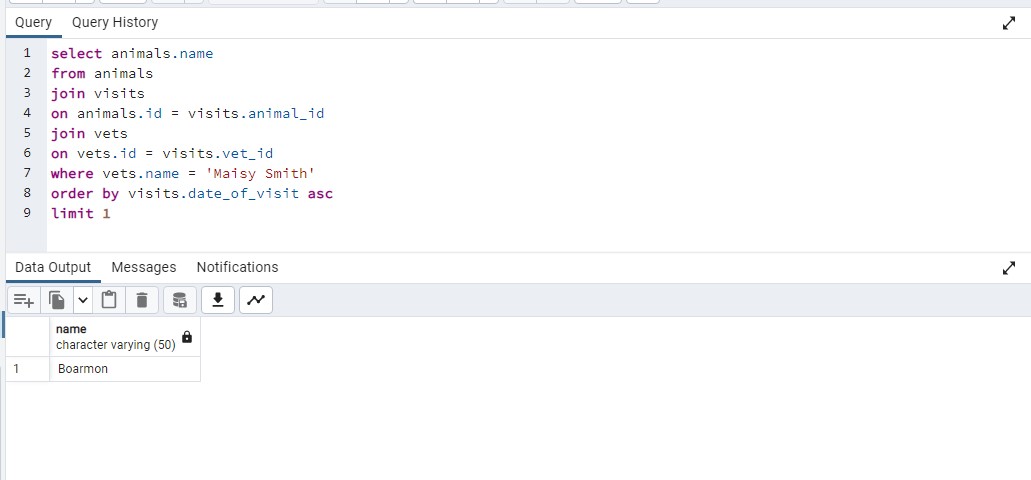 Query Query History
1 select animals.name
2 from animals
3 join visits
4 on animals.id = visits.animal_id
5 join vets
6 on vets.id = visits.vet_id
7 where vets.name = 'Maisy Smith'
8 order by visits.date_of_visit asc
9 limit 1
Data Output Messages Notifications
name
character varying (50)
1 Boarmon